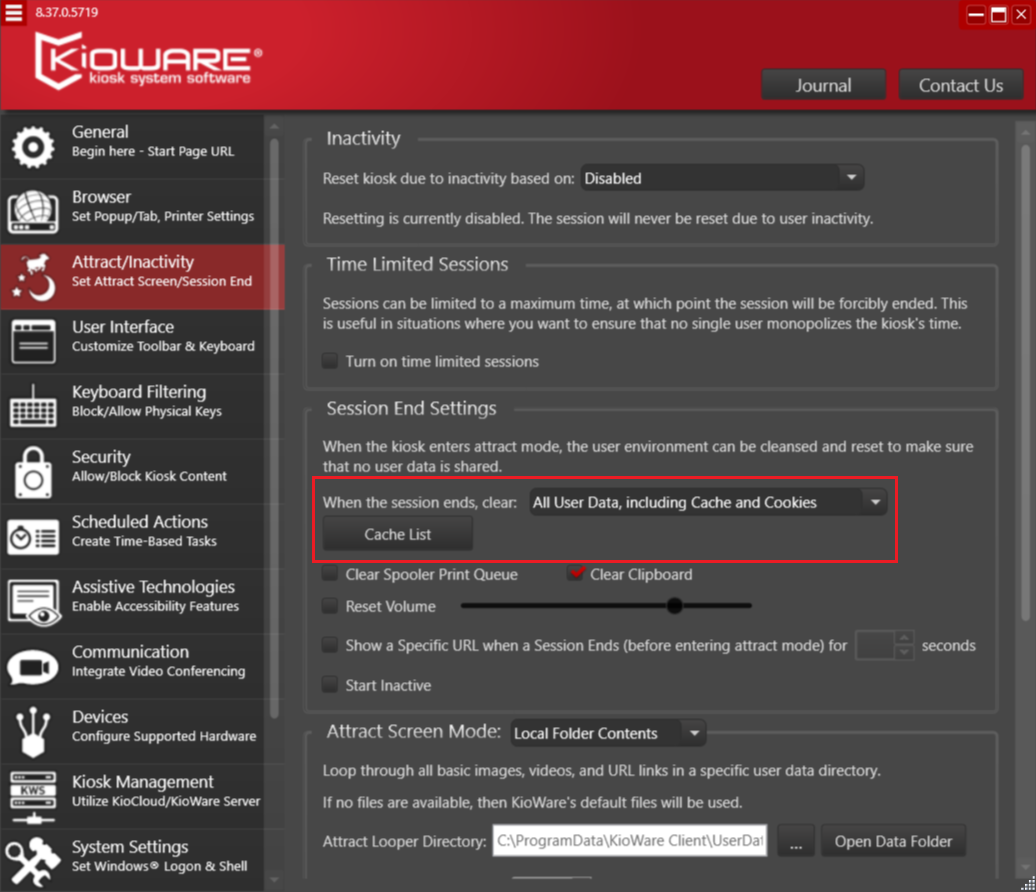 8.37.0.5719
KIOWARE®
kiosk system software
Journal
Contact Us
General
Begin here - Start Page URL
Browser
Set Popup/Tab, Printer Settings
Attract/Inactivity
Set Attract Screen/Session End
User Interface
Customize Toolbar & Keyboard
Keyboard Filtering
Block/Allow Physical Keys
Security
Allow/Block Kiosk Content
Scheduled Actions
Create Time-Based Tasks
Assistive Technologies
Enable Accessibility Features
Communication
Integrate Video Conferencing
Devices
Configure Supported Hardware
KWS
Kiosk Management
Utilize KioCloud/KioWare Server
System Settings
Set Windows® Logon & Shell
Inactivity
Reset kiosk due to inactivity based on: Disabled
Resetting is currently disabled. The session will never be reset due to user inactivity.
Time Limited Sessions
Sessions can be limited to a maximum time, at which point the session will be forcibly ended. This
is useful in situations where you want to ensure that no single user monopolizes the kiosk's time.
Turn on time limited sessions
Session End Settings
When the kiosk enters attract mode, the user environment can be cleansed and reset to make sure
that no user data is shared.
When the session ends, clear: All User Data, including Cache and Cookies
Cache List
Clear Spooler Print Queue Clear Clipboard
Reset Volume
Show a Specific URL when a Session Ends (before entering attract mode) for seconds
Start Inactive
Attract Screen Mode: Local Folder Contents
Loop through all basic images, videos, and URL links in a specific user data directory.
If no files are available, then KioWare's default files will be used.
Attract Looper Directory: C:\ProgramData\KioWare Client\UserDat ... Open Data Folder